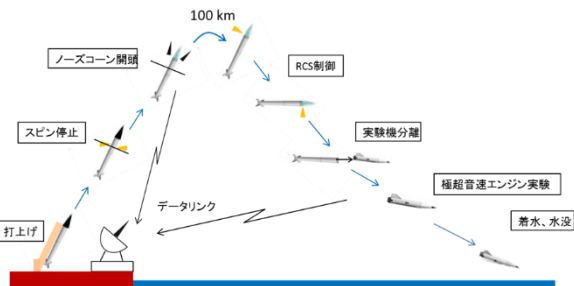 100 km
ノーズコーン開頭
RCS制御
スピン停止
実験機分離
極超音速エンジン実験
データリンク
着水、水没
打上げ